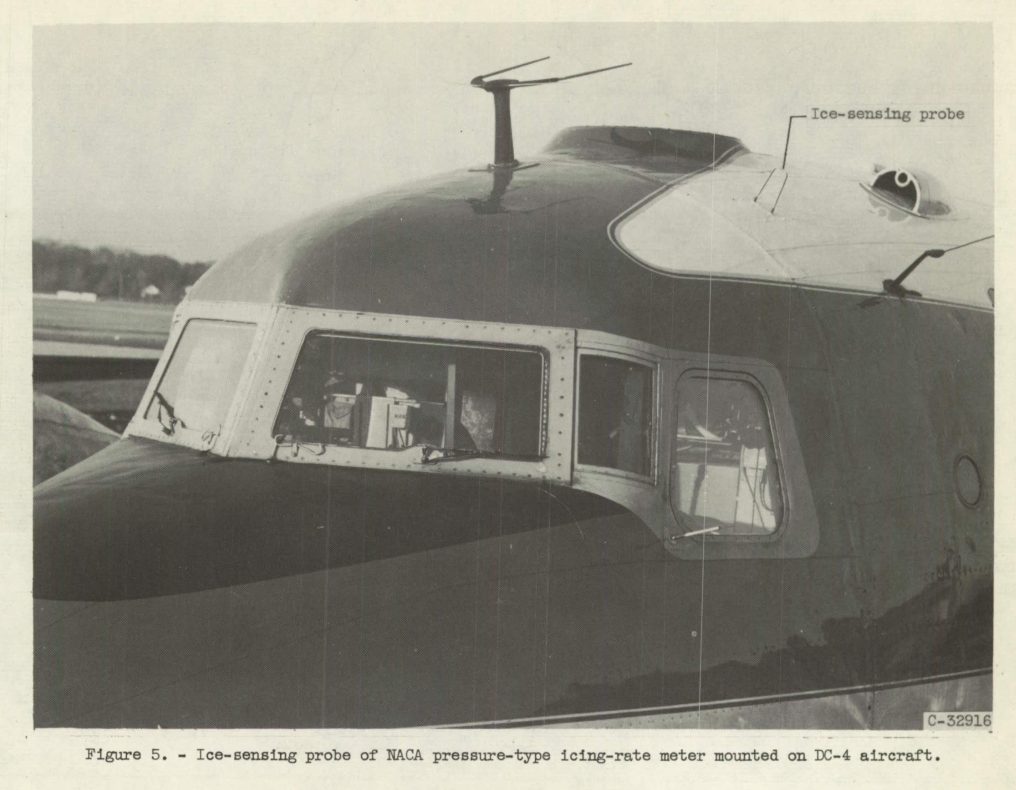 Ice-sensing probe
C-32916
Figure 5. - Ice-sensing probe of NACA pressure-type icing-rate meter mounted on DC-4 aircraft.